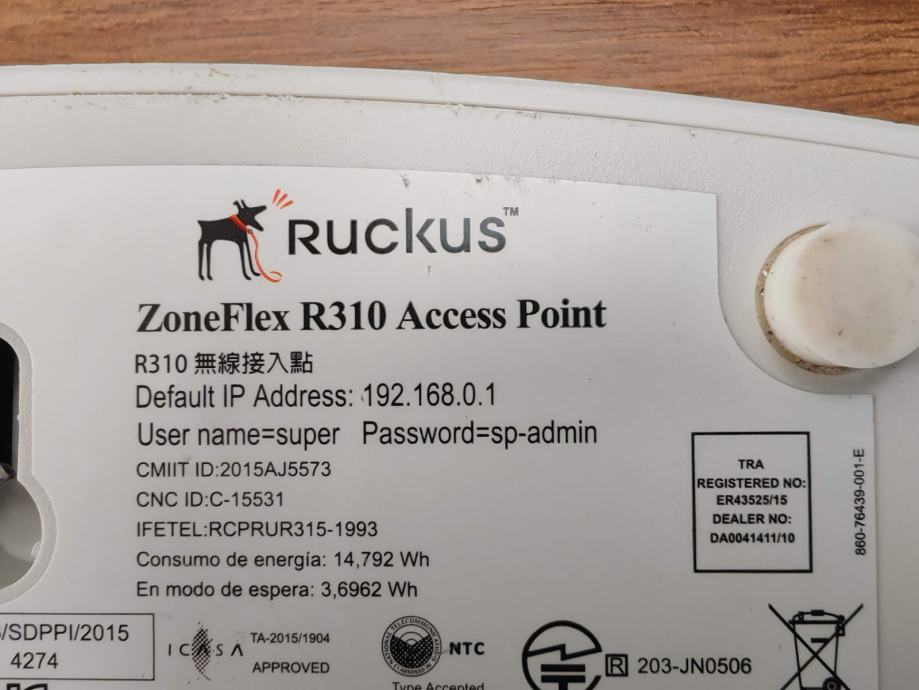 RUCKUS™
ZoneFlex R310 Access Point
R310 無線接入點
Default IP Address: 192.168.0.1
User name=super Password=sp-admin
CMIIT ID:2015AJ5573
CNC ID:C-15531
IFETEL:RCPRUR315-1993
Consumo de energía: 14,792 Wh
En modo de espera: 3,6962 Wh
TRA
REGISTERED NO:
ER43525/15
DEALER NO:
DA0041411/10
860-76439-001-E
/SDPPI/2015
4274
ICASA
TA-2015/1904
APPROVED
NATIONAL TELECOMMUNICATIONS COMMISSION
NTC
Type Accepted
R 203-JN0506